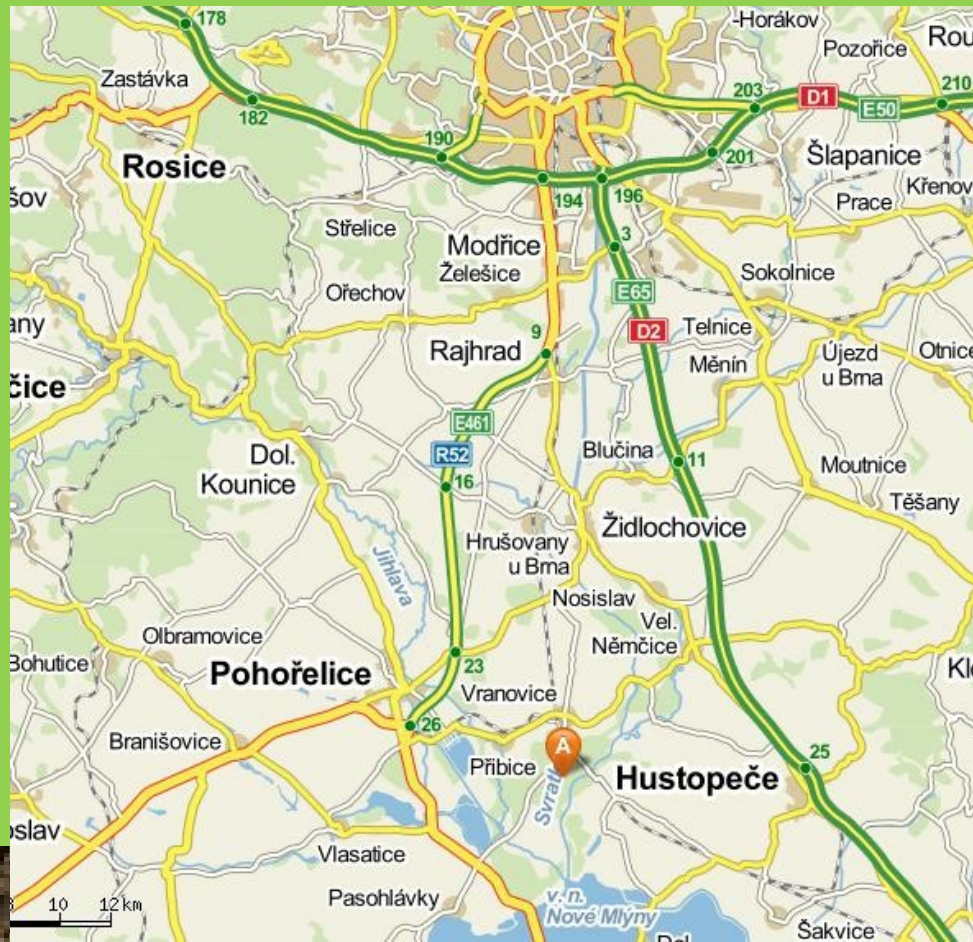 178
-Horákov
Rou
Pozořice
Zastávka
203
D1
210
E50
182
190
201
Šlapanice
Rosice
194
196
Křenov
šov
Prace
Střelice
3
Modřice
Želešice
Sokolnice
Ořechov
E65
any
9
D2
Telnice
Rajhrad
Měnín
Újezd
u Brna
Otnice
čice
E461
R52
Blučina
11
Dol.
Kounice
16
Moutnice
Těšany
Židlochovice
Hrušovany
u Brna
Jihlava
Nosislav
Vel.
Němčice
Olbramovice
Bohutice
23
Pohořelice
Klo
Vranovice
26
Branišovice
A
Přibice
25
Hustopeče
Svratk
oslav
Vlasatice
Pasohlávky
v. n.
Nové Mlýny
10 12km
Šakvice